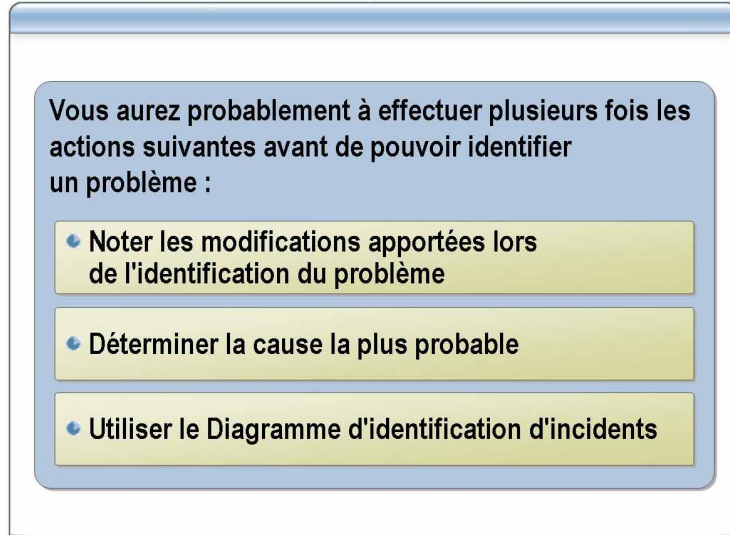 Vous aurez probablement à effectuer plusieurs fois les
actions suivantes avant de pouvoir identifier
un problème :
Noter les modifications apportées lors
de l'identification du problème
Déterminer la cause la plus probable
Utiliser le Diagramme d'identification d'incidents